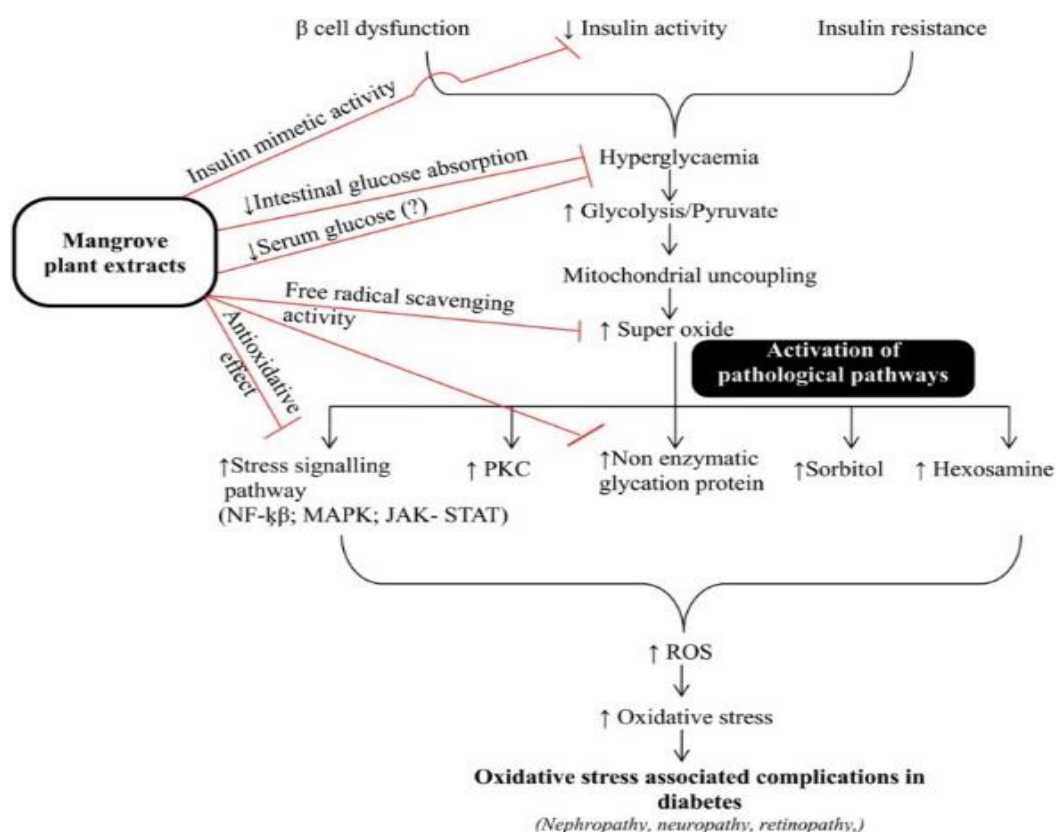 β cell dysfunction
↓ Insulin activity
Insulin resistance
Insulin mimetic activity
↓Intestinal glucose absorption
↓Serum glucose (?)
Mangrove
plant extracts
Free radical scavenging
activity
Antioxidative
effect
Hyperglycaemia
↑ Glycolysis/Pyruvate
Mitochondrial uncoupling
↑ Super oxide
Activation of
pathological pathways
↑Stress signalling
pathway
(NF-ķβ; MAPK; JAK- STAT)
↑ PKC
↑Non enzymatic
glycation protein
↑Sorbitol
↑ Hexosamine
↑ ROS
↑ Oxidative stress
Oxidative stress associated complications in
diabetes
(Nephropathy, neuropathy, retinopathy,)